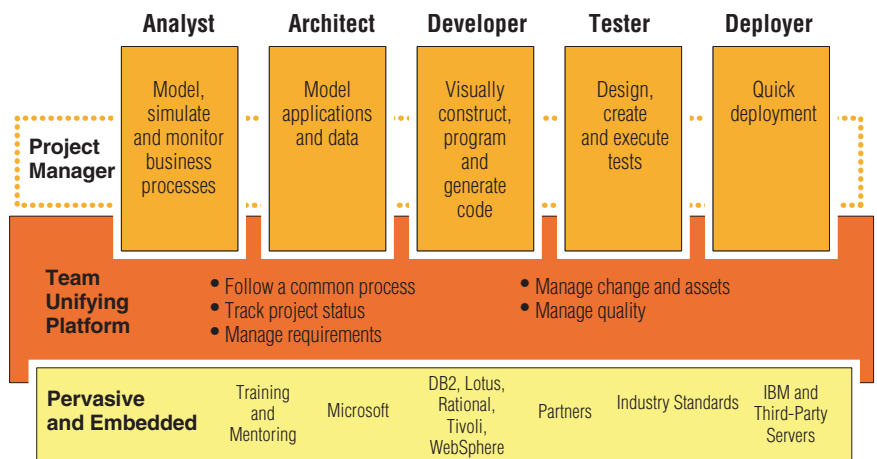 Analyst
Architect
Developer
Tester
Deployer
Model,
simulate
and monitor
business
processes
Model
applications
and data
Visually
construct,
program
and
generate
code
Design,
create
and execute
tests
Quick
deployment
Project
Manager
Team
Unifying
Platform
• Follow a common process
• Track project status
• Manage requirements
• Manage change and assets
• Manage quality
Pervasive
and Embedded
Training
and
Mentoring
Microsoft
DB2, Lotus,
Rational,
Tivoli,
WebSphere
Partners
Industry Standards
IBM and
Third-Party
Servers